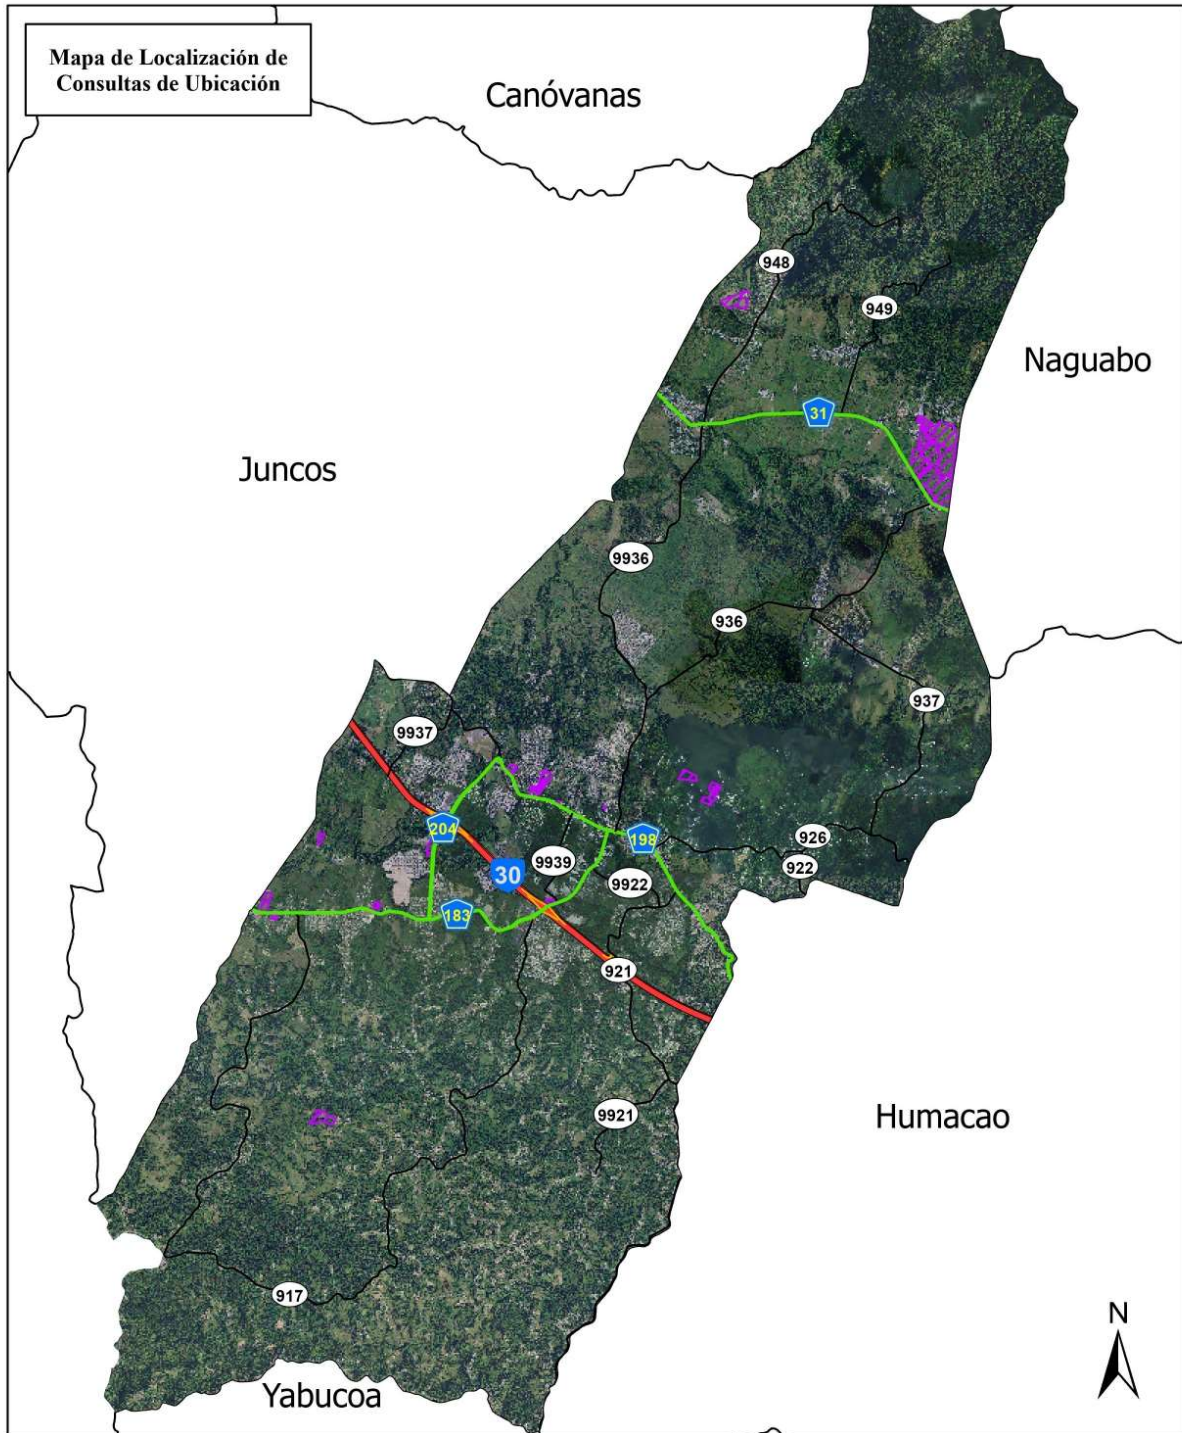 Mapa de Localización de
Consultas de Ubicación
Canóvanas
948
949
Naguabo
31
Juncos
9936
936
937
9937
204
198
926
9939
922
30
9922
183
921
9921
Humacao
917
N
Yabucoa